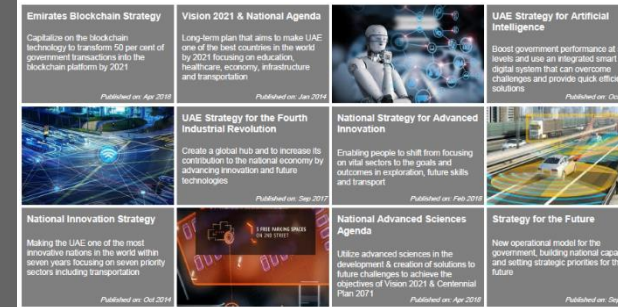 Emirates Blockchain Strategy
Capitalize on the blockchain
technology to transform 50 per cent of
government transactions into the
blockchain platform by 2021
Published on: Apr 2018
Vision 2021 & National Agenda
Long-term plan that aims to make UAE
one of the best countries in the world
by 2021 focusing on education,
healthcare, economy, infrastructure
and transportation
Published on: Jan 2014
UAE Strategy for Artificial
Intelligence
Boost government performance at
levels and use an integrated smart
digital system that can overcome
challenges and provide quick
solutions
Published on:
UAE Strategy for the Fourth
Industrial Revolution
Create a global hub and to increase its
contribution to the national economy by
advancing innovation and future
technologies
Published on: Sep 2017
National Strategy for Advanced
Innovation
Enabling people to shift from focusing
on vital sectors to the goals and
outcomes in exploration, future skills
and transport
Published on: Feb 2018
National Innovation Strategy
Making the UAE one of the most
innovative nations in the world within
seven years focusing on seven priority
sectors including transportation
Published on: Oct 2014
3 FREE PARKING SPACES
ON 2ND STREET
National Advanced Sciences
Agenda
Utilize advanced sciences in the
development & creation of solutions to
future challenges to achieve the
objectives of Vision 2021 & Centennial
Plan 2071
Published on: Apr 2018
Strategy for the Future
New operational model for the
government, building national
and setting strategic priorities for
future
Published on: